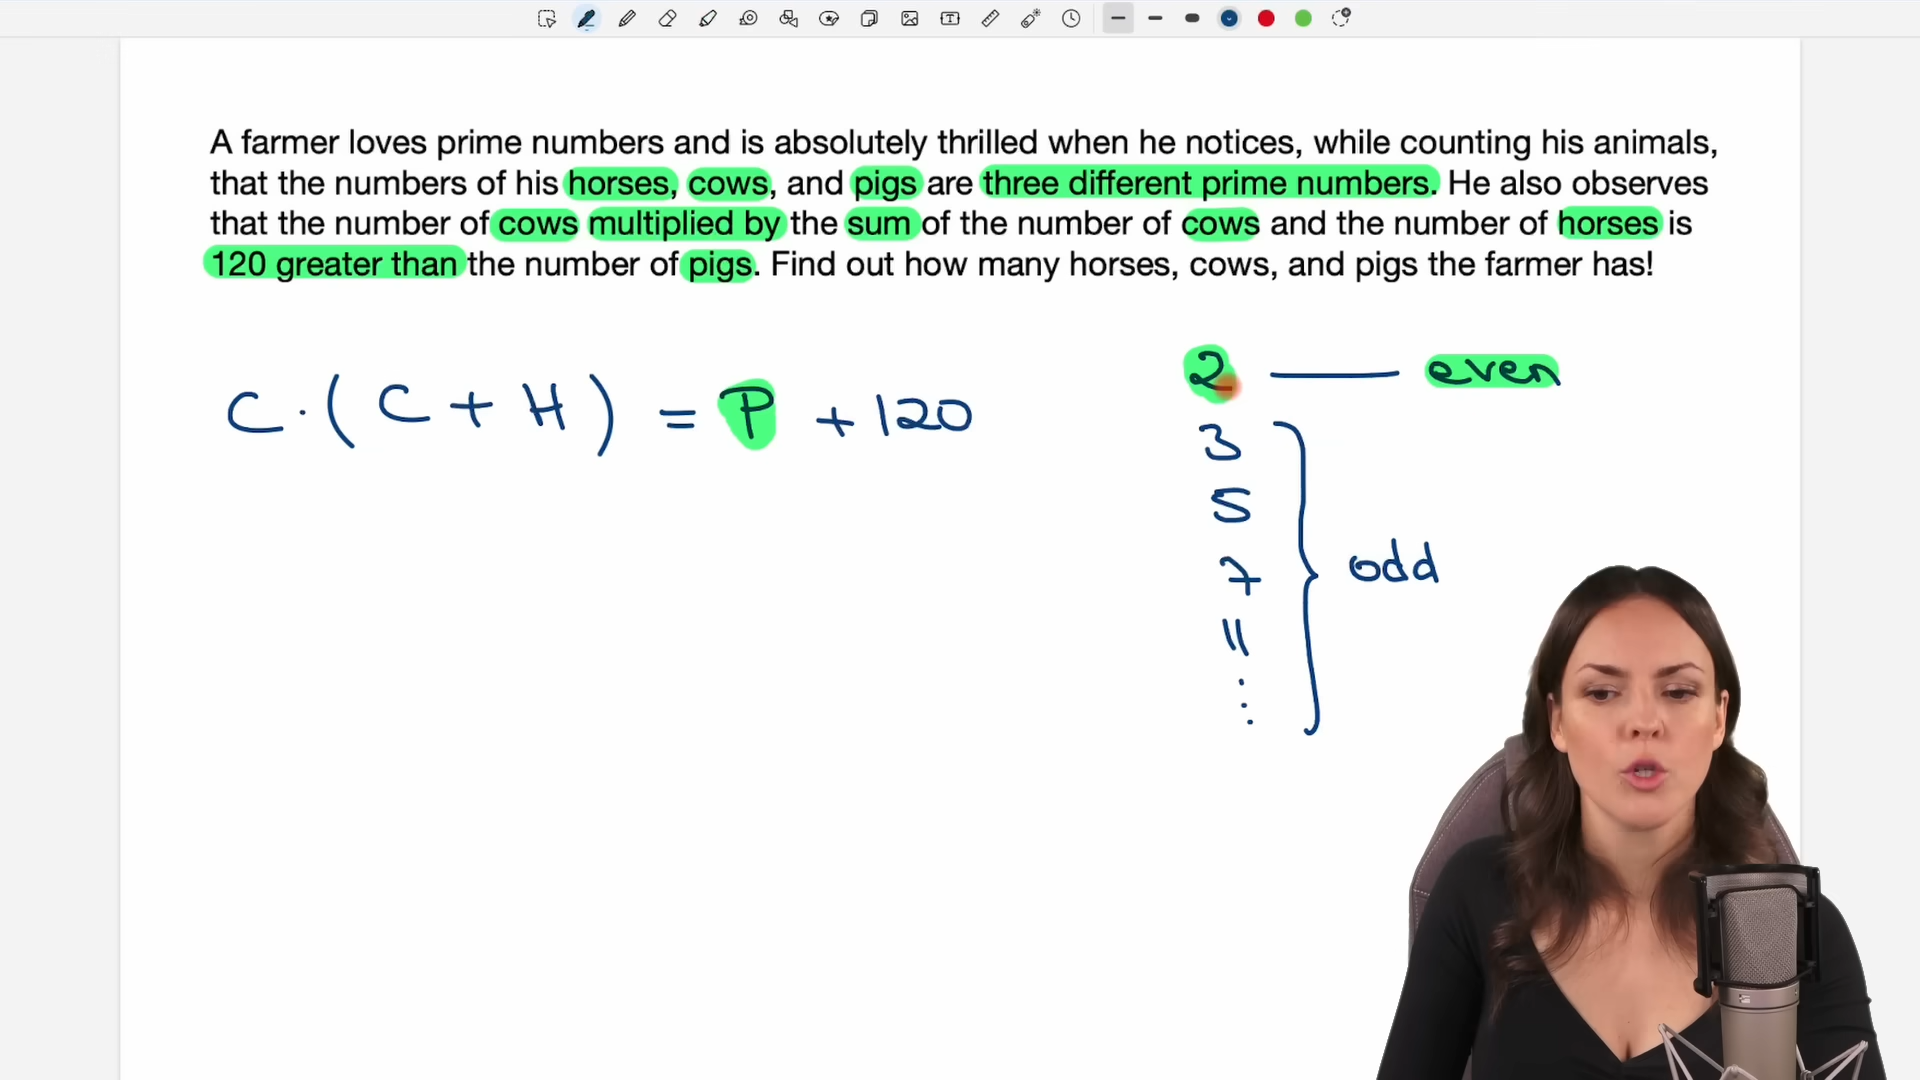 A farmer loves prime numbers and is absolutely thrilled when he notices, while counting his animals,
that the numbers of his horses, cows, and pigs are three different prime numbers. He also observes
that the number of cows multiplied by the sum of the number of cows and the number of horses is
120 greater than the number of pigs. Find out how many horses, cows, and pigs the farmer has!
C · ( C + H ) = P + 120
2 — even
3
5
7
11
⋮
odd